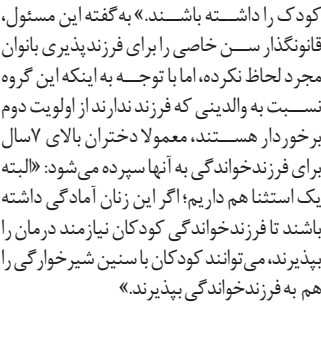 کودک را داشته باشند.» به‌گفته این مسئول،
قانونگذار سن خاصی را برای فرزندپذیری بانوان
مجرد لحاظ نکرده، اما با توجه به اینکه این گروه
نسبت به والدینی که فرزند ندارند از اولویت دوم
برخوردار هستند، معمولا دختران بالای ۷سال
برای فرزندخواندگی به آنها سپرده می‌شود: «البته
یک استثنا هم داریم؛ اگر این زنان آمادگی داشته
باشند تا فرزندخواندگی کودکان نیازمند درمان را
بپذیرند، می‌توانند کودکان با سنین شیرخوارگی را
هم به فرزندخواندگی بپذیرند.»